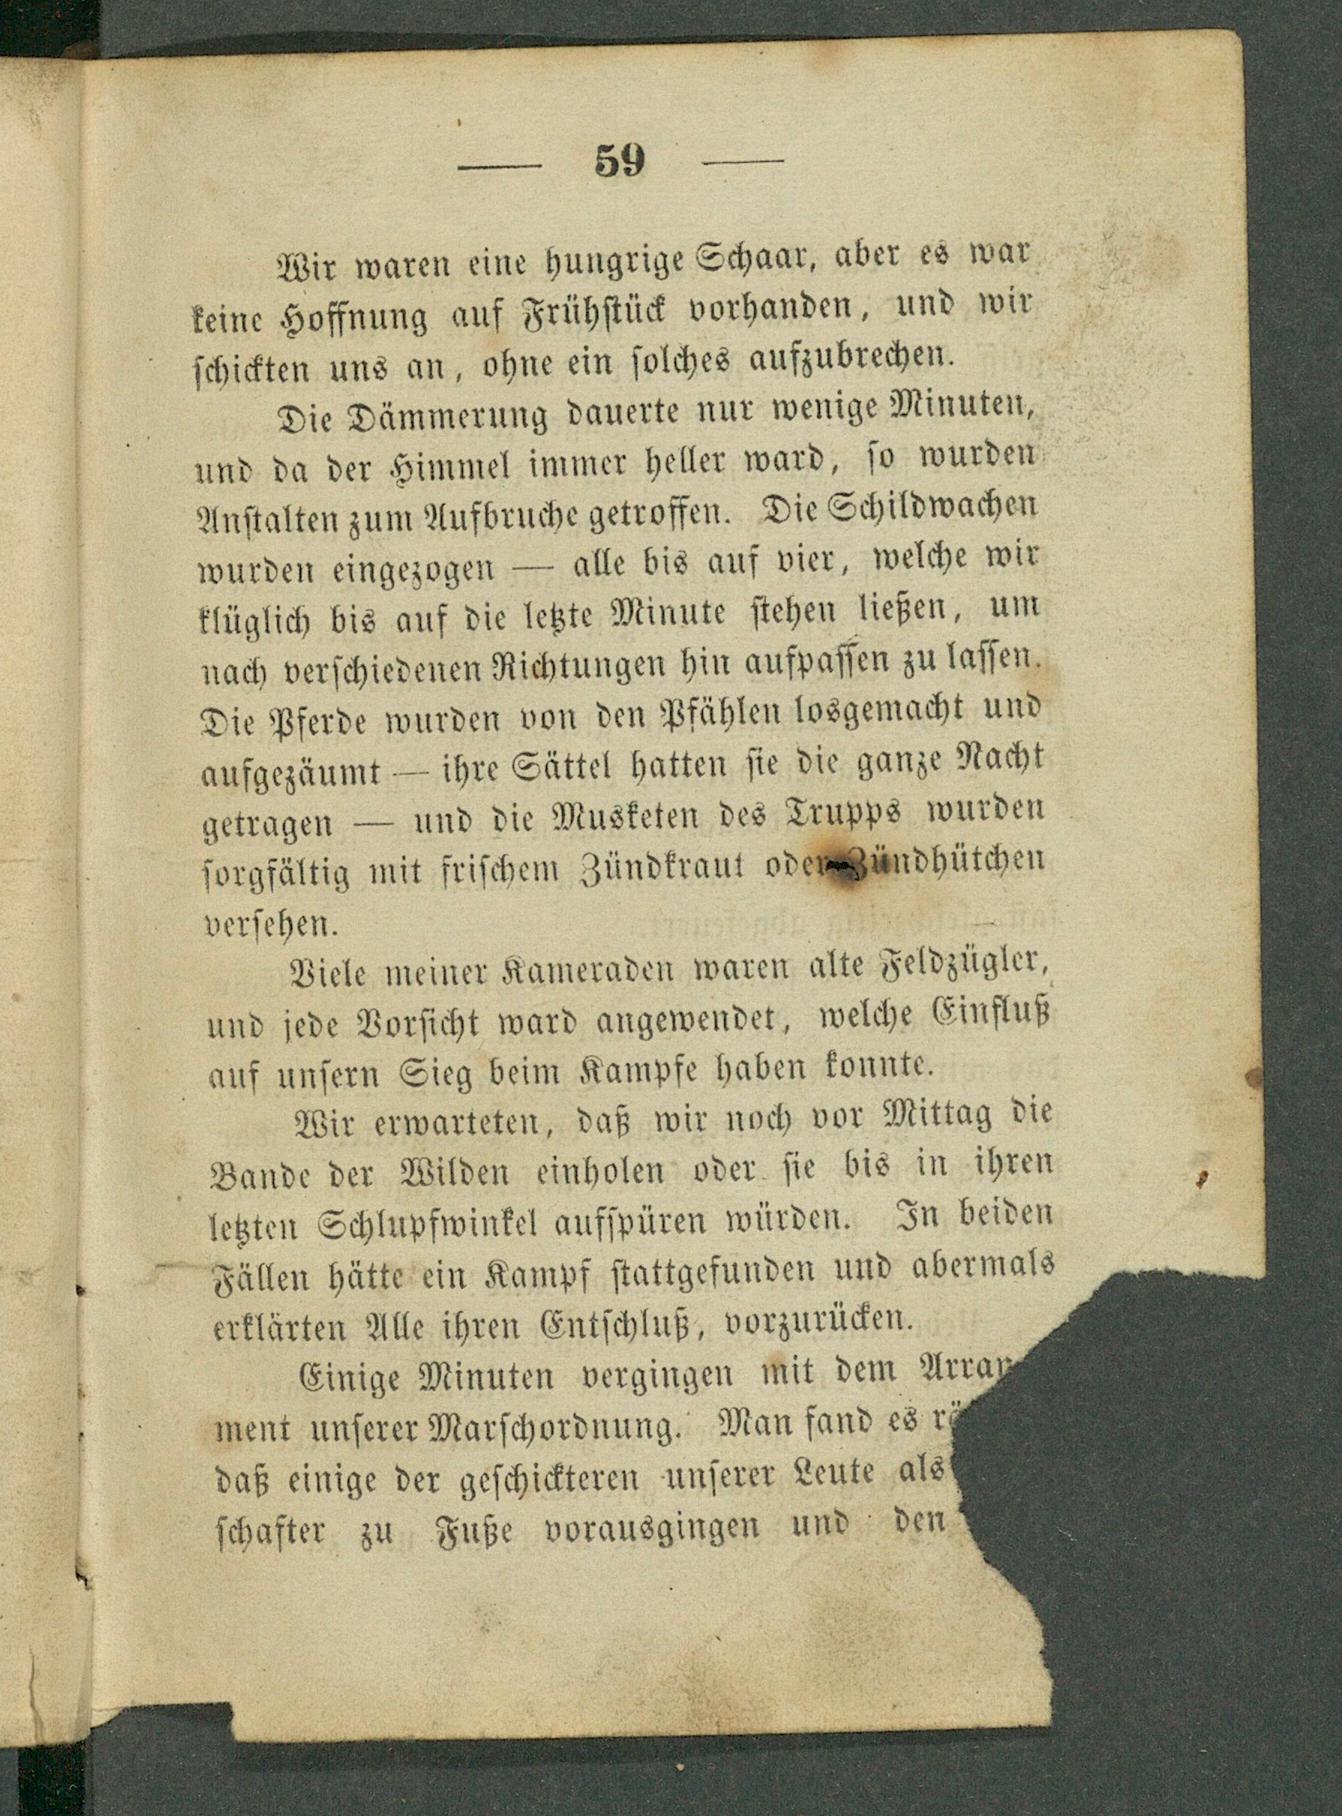 — 59 —
Wir waren eine hungrige Schaar, aber es war
keine Hoffnung auf Frühstück vorhanden, und wir
schickten uns an, ohne ein solches aufzubrechen.
Die Dämmerung dauerte nur wenige Minuten,
und da der Himmel immer heller ward, so wurden
Anstalten zum Aufbruche getroffen. Die Schildwachen
wurden eingezogen — alle bis auf vier, welche wir
klüglich bis auf die letzte Minute stehen ließen, um
nach verschiedenen Richtungen hin aufpassen zu lassen.
Die Pferde wurden von den Pfählen losgemacht und
aufgezäumt — ihre Sättel hatten sie die ganze Nacht
getragen — und die Musketen des Trupps wurden
sorgfältig mit frischem Zündkraut oder Zündhütchen
versehen.
Viele meiner Kameraden waren alte Feldzügler,
und jede Vorsicht ward angewendet, welche Einfluß
auf unsern Sieg beim Kampfe haben konnte.
Wir erwarteten, daß wir noch vor Mittag die
Bande der Wilden einholen oder sie bis in ihren
letzten Schlupfwinkel aufspüren würden. In beiden
Fällen hätte ein Kampf stattgefunden und abermals
erklärten Alle ihren Entschluß, vorzurücken.
Einige Minuten vergingen mit dem
ment unserer Marschordnung. Man fand es
daß einige der geschickteren unserer Leute als
schafter zu Fuße vorausgingen und den